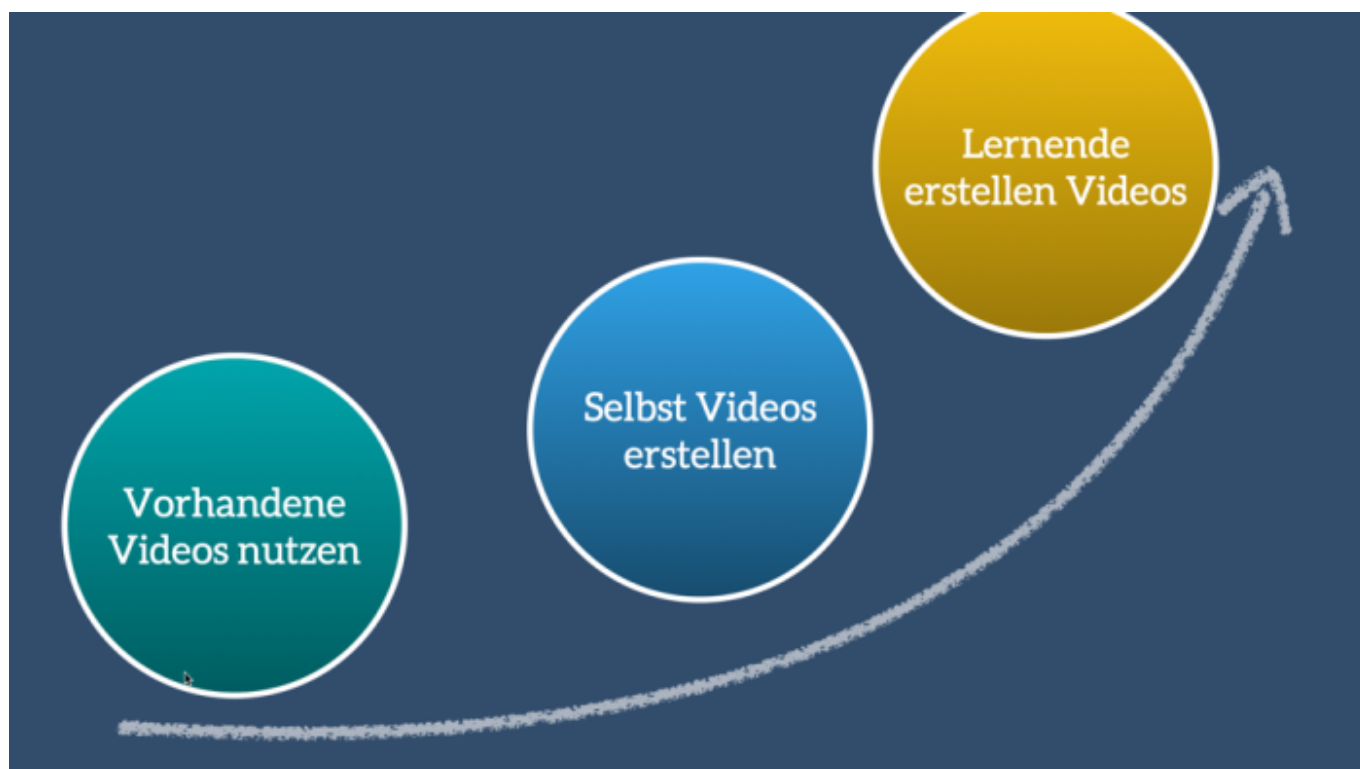 Vorhandene
Videos nutzen
Selbst Videos
erstellen
Lernende
erstellen Videos